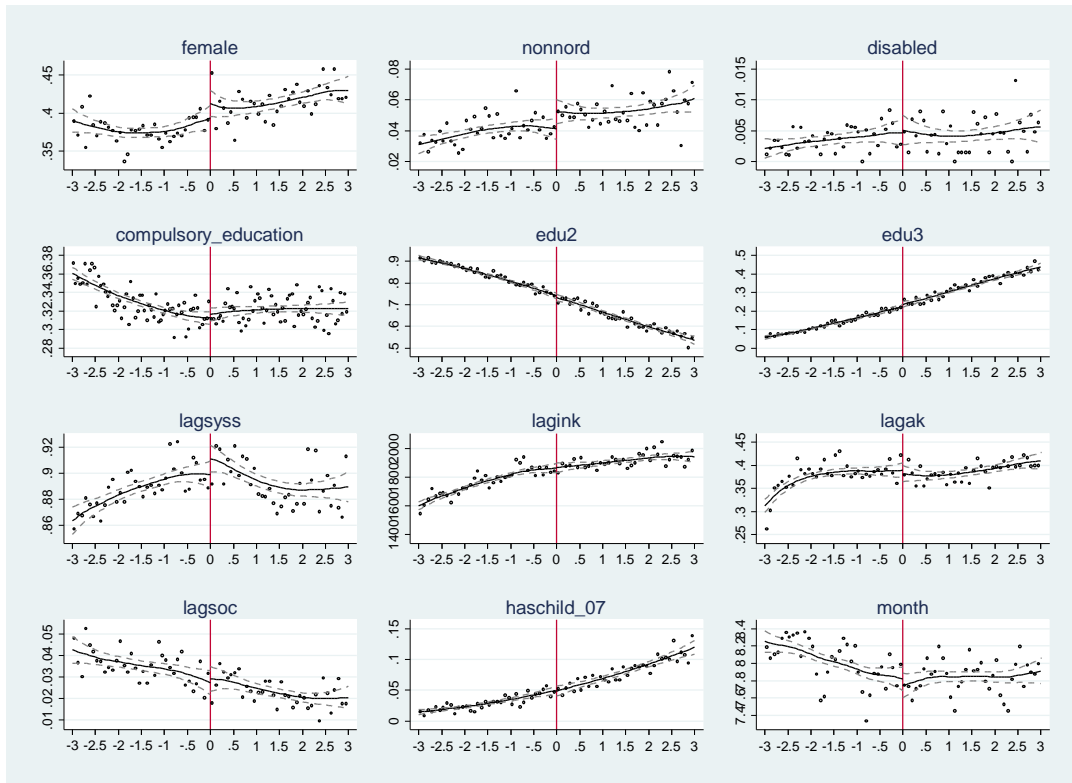 female
.35 .4 .45
-3 -2.5 -2 -1.5 -1 -.5 0 .5 1 1.5 2 2.5 3
nonnord
.02 .04 .06 .08
-3 -2.5 -2 -1.5 -1 -.5 0 .5 1 1.5 2 2.5 3
disabled
0 .005 .01 .015
-3 -2.5 -2 -1.5 -1 -.5 0 .5 1 1.5 2 2.5 3
compulsory_education
.28 .3 .32 .34 .36 .38
-3 -2.5 -2 -1.5 -1 -.5 0 .5 1 1.5 2 2.5 3
edu2
.5 .6 .7 .8 .9
-3 -2.5 -2 -1.5 -1 -.5 0 .5 1 1.5 2 2.5 3
edu3
0 .1 .2 .3 .4 .5
-3 -2.5 -2 -1.5 -1 -.5 0 .5 1 1.5 2 2.5 3
lagsyss
.86 .88 .9 .92
-3 -2.5 -2 -1.5 -1 -.5 0 .5 1 1.5 2 2.5 3
lagink
1400 1600 1800 2000
-3 -2.5 -2 -1.5 -1 -.5 0 .5 1 1.5 2 2.5 3
lagak
.25 .3 .35 .4 .45
-3 -2.5 -2 -1.5 -1 -.5 0 .5 1 1.5 2 2.5 3
lagsoc
.01 .02 .03 .04 .05
-3 -2.5 -2 -1.5 -1 -.5 0 .5 1 1.5 2 2.5 3
haschild_07
0 .05 .1 .15
-3 -2.5 -2 -1.5 -1 -.5 0 .5 1 1.5 2 2.5 3
month
7.4 7.6 7.8 8 8.2 8.4
-3 -2.5 -2 -1.5 -1 -.5 0 .5 1 1.5 2 2.5 3